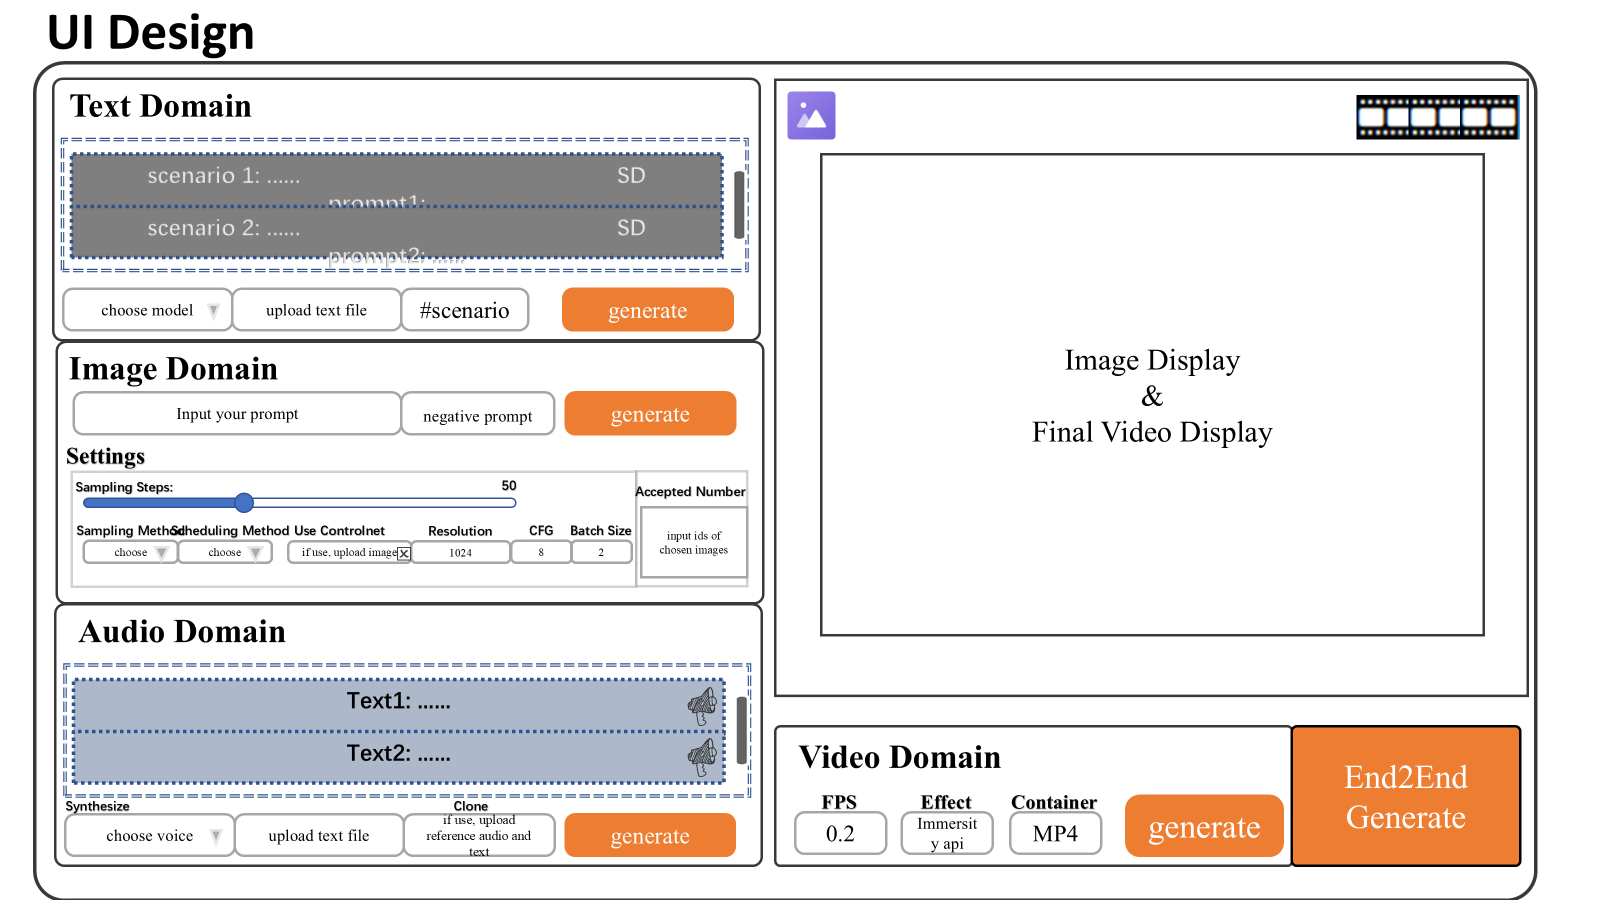 UI Design
Text Domain
scenario 1: ...... SD
prompt1:
scenario 2: ...... SD
prompt2: ......
choose model
upload text file
#scenario
generate
Image Domain
Input your prompt
negative prompt
generate
Settings
Sampling Steps:
50
Accepted Number
Sampling Method
Scheduling Method
Use Controlnet
Resolution
CFG
Batch Size
choose
choose
if use, upload image
1024
8
2
input ids of
chosen images
Audio Domain
Text1: ......
Text2: ......
Synthesize
Clone
choose voice
upload text file
if use, upload
reference audio and
text
generate
Image Display
&
Final Video Display
Video Domain
FPS
Effect
Container
0.2
Immersit
y api
MP4
generate
End2End
Generate